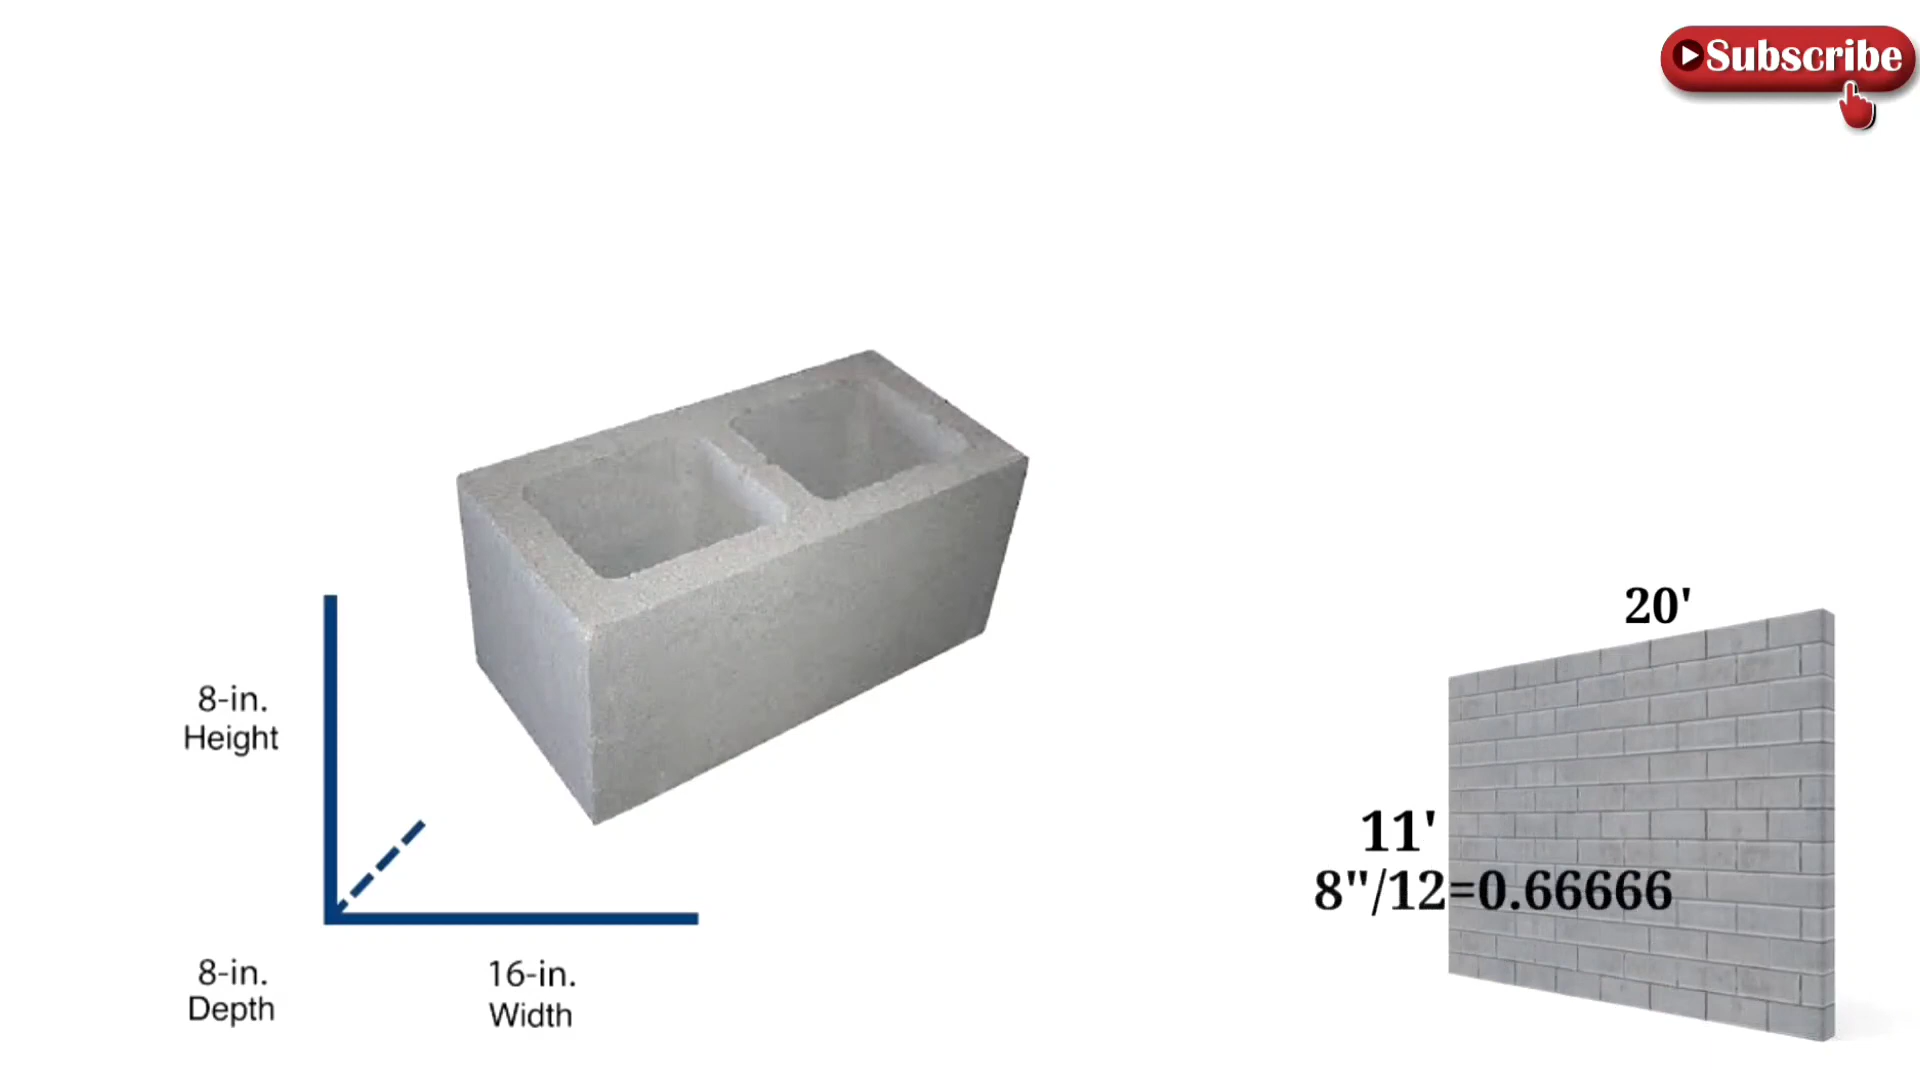 Subscribe
20'
8-in.
Height
11'
8"/12=0.66666
8-in.
Depth
16-in.
Width